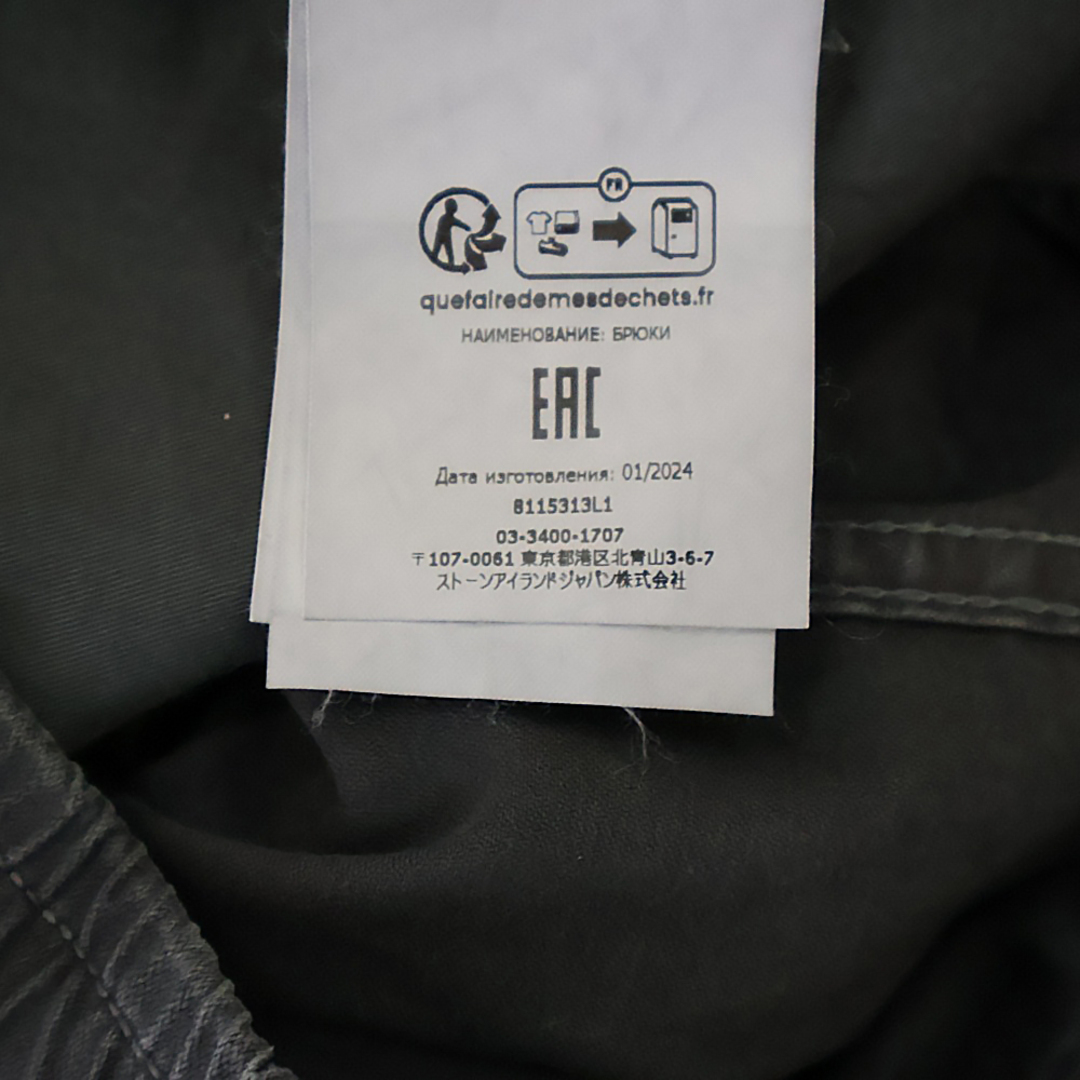 FR
quefairedemesdechets.fr
НАИМЕНОВАНИЕ: БРЮКИ
EAC
Дата изготовления: 01/2024
8115313L1
03-3400-1707
〒107-0061 東京都港区北青山3-6-7
ストーンアイランドジャパン株式会社